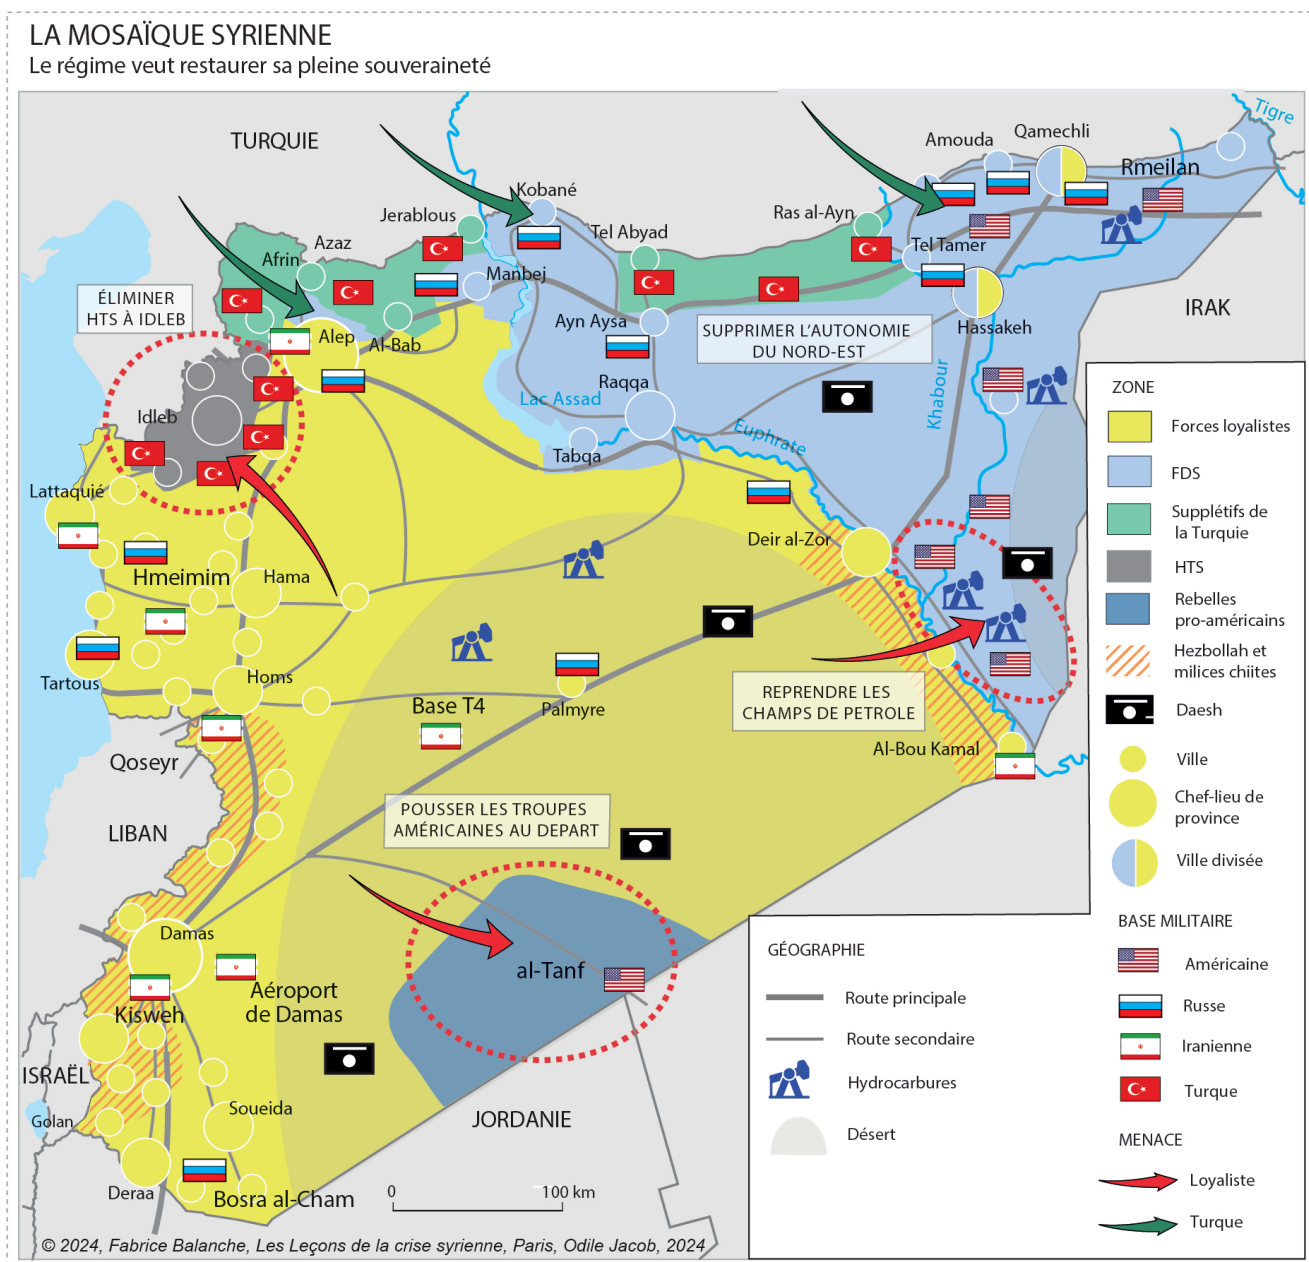 LA MOSAÏQUE SYRIENNE
Le régime veut restaurer sa pleine souveraineté
TURQUIE
Tigre
Amouda
Qamechli
Rmeilan
Kobané
Jerablous
Tel Abyad
Ras al-Ayn
Tel Tamer
Azaz
Afrin
Manbej
ÉLIMINER
HTS À IDLEB
Alep
Al-Bab
Ayn Aysa
SUPPRIMER L'AUTONOMIE
DU NORD-EST
Hassakeh
IRAK
Raqqa
Lac Assad
Khabour
Idleb
Euphrate
Tabqa
Lattaquié
Deir al-Zor
Hmeimim
Hama
Tartous
Homs
Base T4
Palmyre
REPRENDRE LES
CHAMPS DE PETROLE
Al-Bou Kamal
Qoseyr
LIBAN
POUSSER LES TROUPES
AMÉRICAINES AU DEPART
Damas
al-Tanf
Aéroport
de Damas
Kisweh
ISRAËL
Golan
Soueida
JORDANIE
Deraa
Bosra al-Cham
0
100 km
© 2024, Fabrice Balanche, Les Leçons de la crise syrienne, Paris, Odile Jacob, 2024
ZONE
Forces loyalistes
FDS
Supplétifs de
la Turquie
HTS
Rebelles
pro-américains
Hezbollah et
milices chiites
Daesh
Ville
Chef-lieu de
province
Ville divisée
BASE MILITAIRE
Américaine
Russe
Iranienne
Turque
MENACE
Loyaliste
Turque
GÉOGRAPHIE
Route principale
Route secondaire
Hydrocarbures
Désert